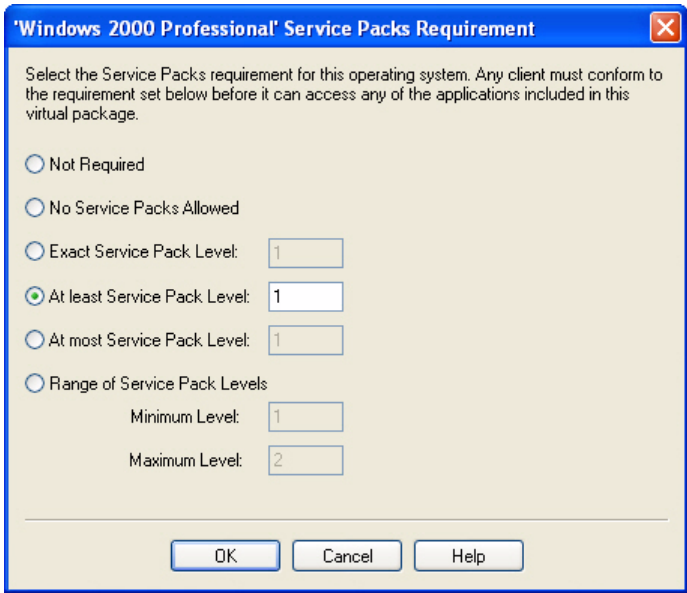 'Windows 2000 Professional' Service Packs Requirement
Select the Service Packs requirement for this operating system. Any client must conform to
the requirement set below before it can access any of the applications included in this
virtual package.
Not Required
No Service Packs Allowed
Exact Service Pack Level: 1
At least Service Pack Level: 1
At most Service Pack Level: 1
Range of Service Pack Levels
Minimum Level: 1
Maximum Level: 2
OK Cancel Help